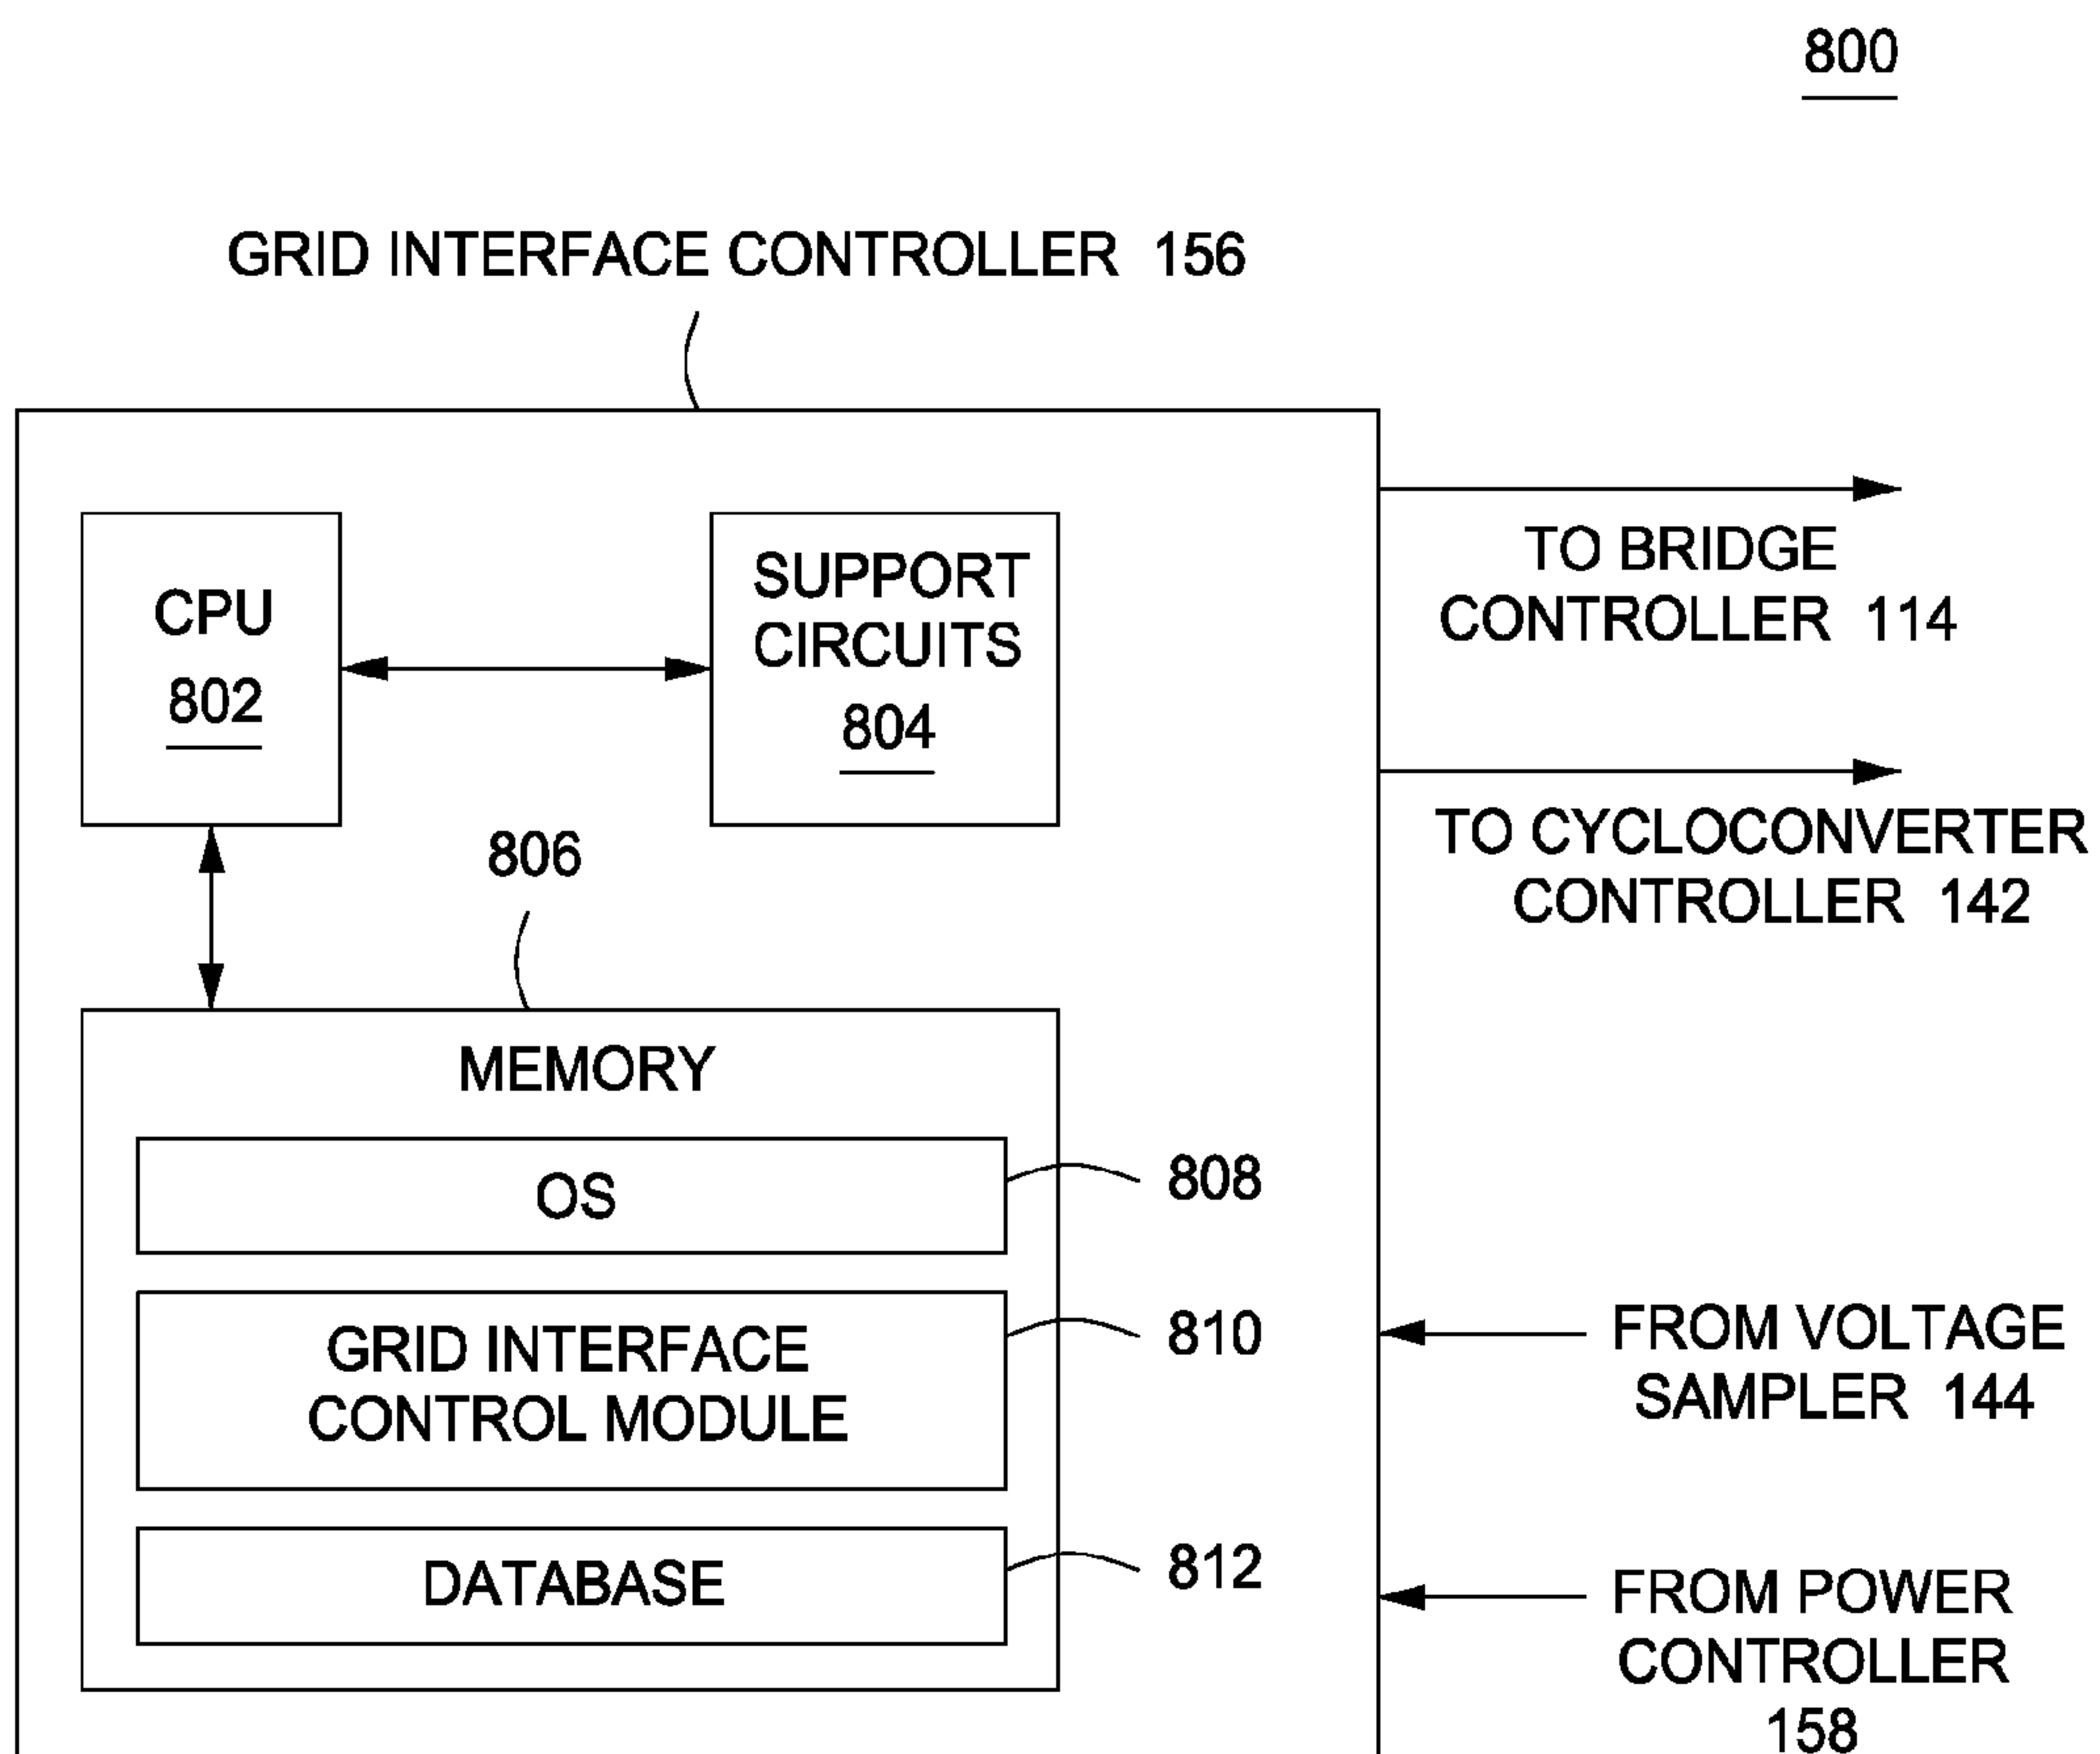 800
GRID INTERFACE CONTROLLER 156
CPU
802
SUPPORT
CIRCUITS
804
TO BRIDGE
CONTROLLER 114
TO CYCLOCONVERTER
CONTROLLER 142
806
MEMORY
OS
808
GRID INTERFACE
CONTROL MODULE
810
DATABASE
812
FROM VOLTAGE
SAMPLER 144
FROM POWER
CONTROLLER
158